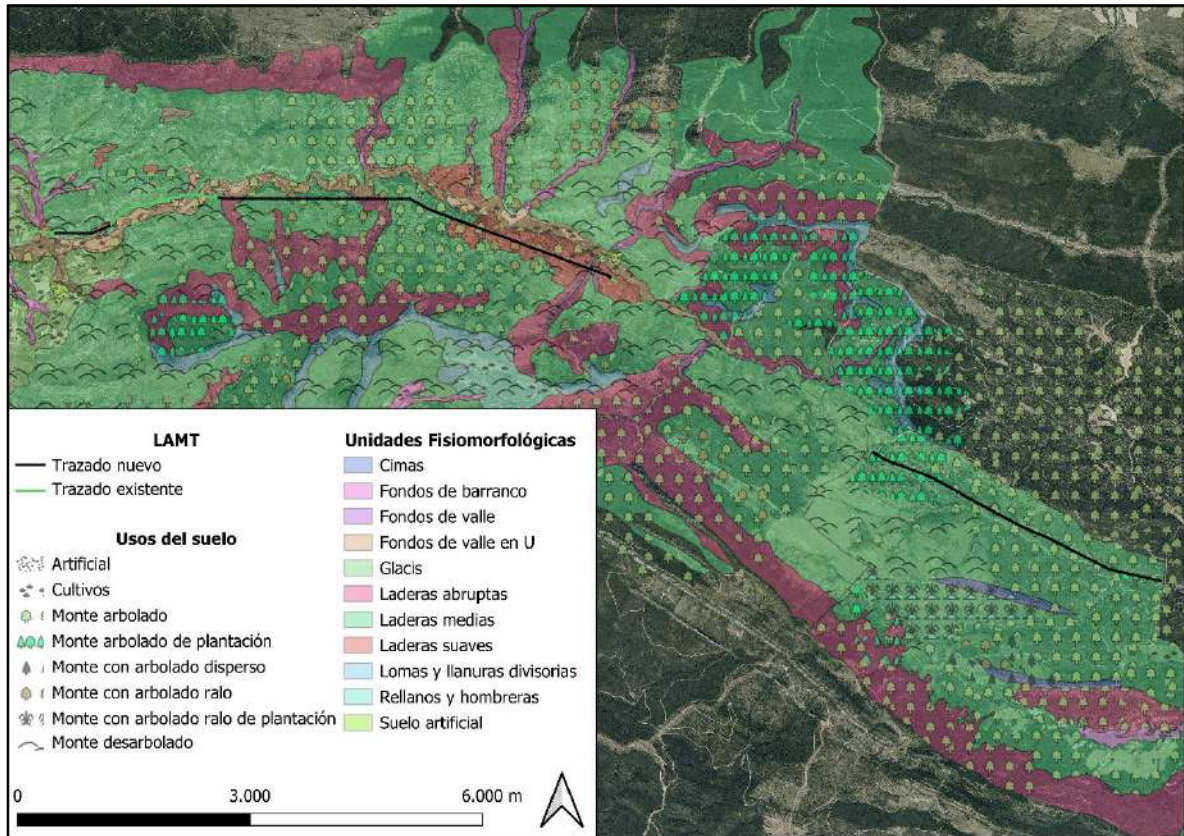 LAMT
Trazado nuevo
Trazado existente
Usos del suelo
Artificial
Cultivos
Monte arbolado
Monte arbolado de plantación
Monte con arbolado disperso
Monte con arbolado ralo
Monte con arbolado ralo de plantación
Monte desarbolado
Unidades Fisiomorfológicas
Cimas
Fondos de barranco
Fondos de valle
Fondos de valle en U
Glacis
Laderas abruptas
Laderas medias
Laderas suaves
Lomas y llanuras divisorias
Rellanos y hombreras
Suelo artificial
0 3.000 6.000 m